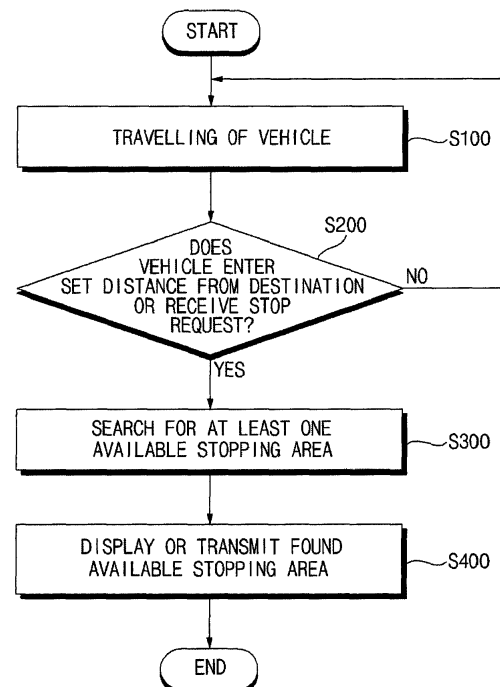 START
TRAVELLING OF VEHICLE
S100
S200
DOES
VEHICLE ENTER
SET DISTANCE FROM DESTINATION
OR RECEIVE STOP
REQUEST?
NO
YES
SEARCH FOR AT LEAST ONE
AVAILABLE STOPPING AREA
S300
DISPLAY OR TRANSMIT FOUND
AVAILABLE STOPPING AREA
S400
END